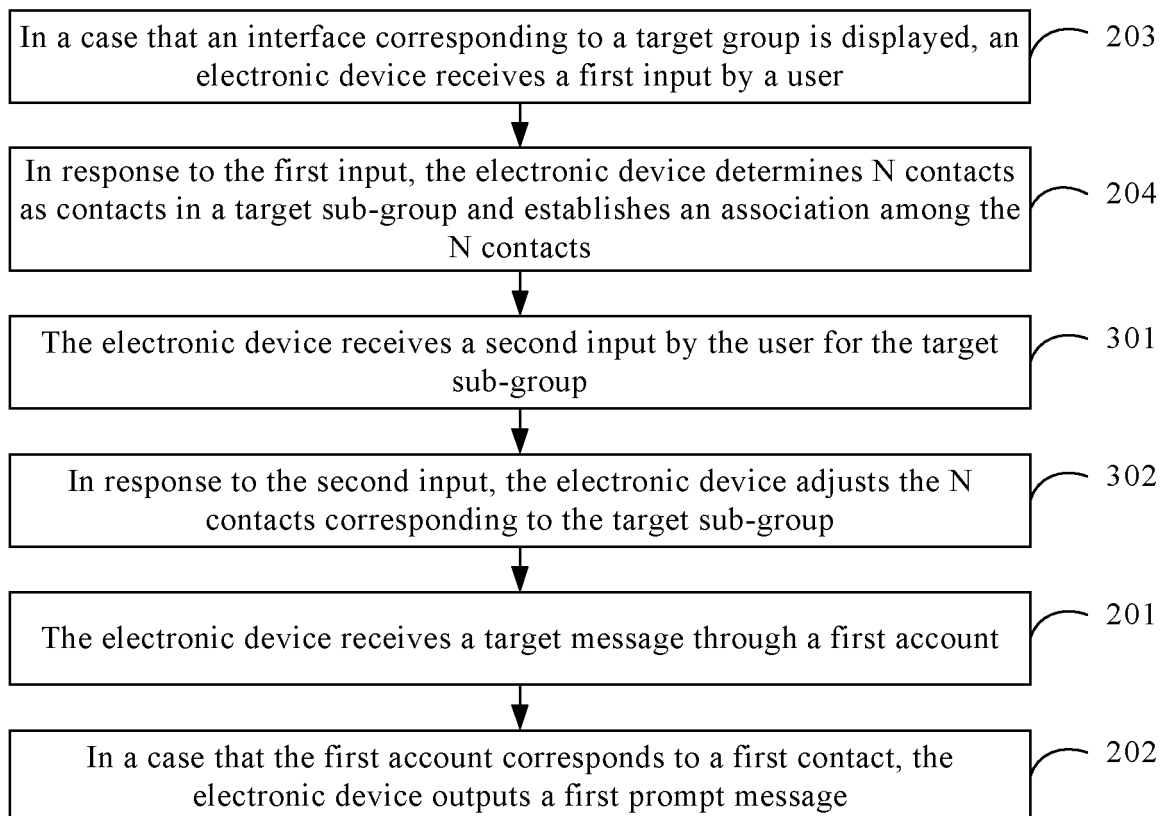 In a case that an interface corresponding to a target group is displayed, an
electronic device receives a first input by a user
203
In response to the first input, the electronic device determines N contacts
as contacts in a target sub-group and establishes an association among the
N contacts
204
The electronic device receives a second input by the user for the target
sub-group
301
In response to the second input, the electronic device adjusts the N
contacts corresponding to the target sub-group
302
The electronic device receives a target message through a first account
201
In a case that the first account corresponds to a first contact, the
electronic device outputs a first prompt message
202